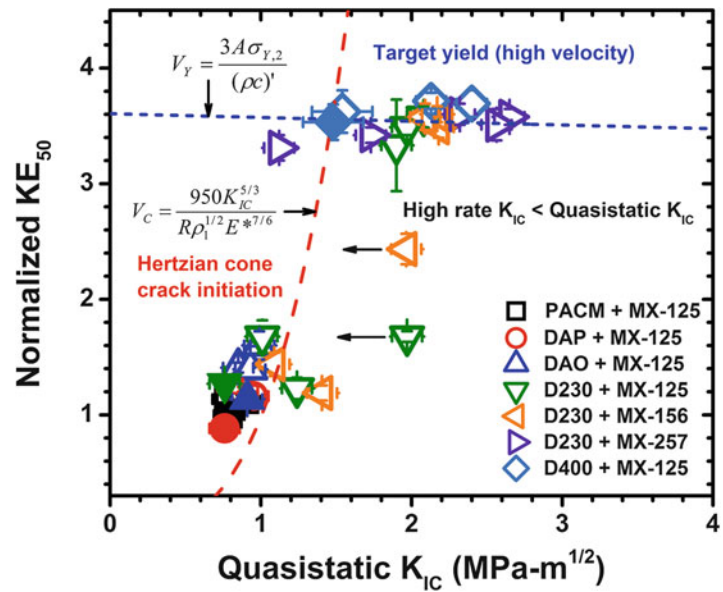 Normalized KE50
4
3
2
1
0
1
2
3
4
Quasistatic KIC (MPa-m1/2)
VY = 3AσY,2 / (ρc)'
Target yield (high velocity)
VC = 950KIC5/3 / Rρ11/2E*7/6
High rate KIC < Quasistatic KIC
Hertzian cone
crack initiation
PACM + MX-125
DAP + MX-125
DAO + MX-125
D230 + MX-125
D230 + MX-156
D230 + MX-257
D400 + MX-125